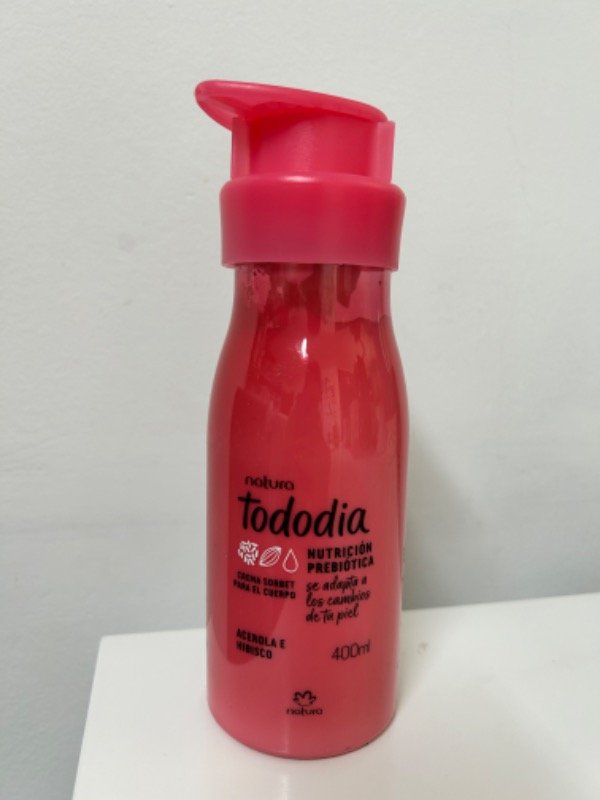 natura
tododia
NUTRICIÓN
PREBIÓTICA
CREMA SORBET
PARA EL CUERPO
se adapta a
los cambios
de tu piel
ACEROLA E
HIBISCO
400ml
natura